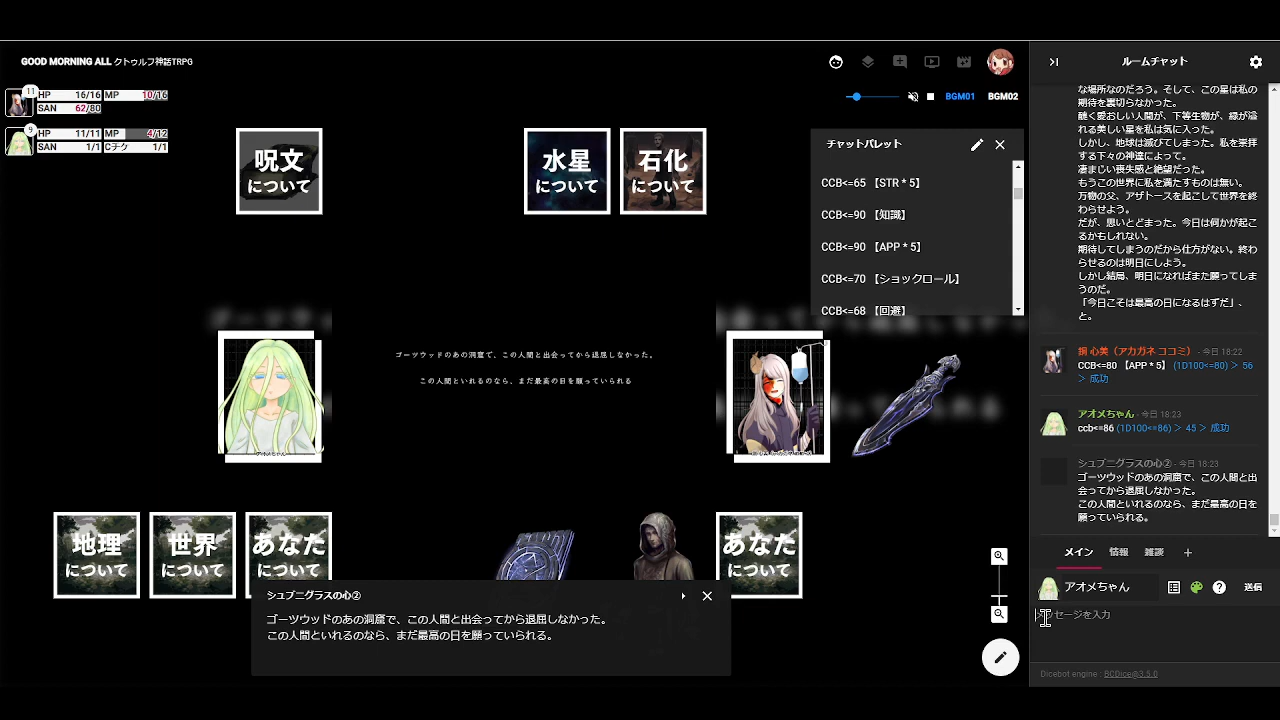 GOOD MORNING ALL クトゥルフ神話TRPG
11
HP 16/16 MP 10/16
SAN 62/80
9
HP 11/11 MP 4/12
SAN 1/1 Cチケ 1/1
呪文
について
水星
について
石化
について
BGM01 BGM02
チャットパレット
CCB<=65 【STR * 5】
CCB<=90 【知識】
CCB<=90 【APP * 5】
CCB<=70 【ショックロール】
CCB<=68 【回避】
ゴーツウッドのあの洞窟で、この人間と出会ってから退屈しなかった。
この人間といれるのなら、まだ最高の日を願っていられる
アオメちゃん
地理
について
世界
について
あなた
について
あなた
について
シュブニグラスの心②
ゴーツウッドのあの洞窟で、この人間と出会ってから退屈しなかった。
この人間といれるのなら、まだ最高の日を願っていられる。
ルームチャット
な場所なのだろう。そして、この星は私の
期待を裏切らなかった。
醜く愛おしい人間が、下等生物が、緑が溢
れる美しい星を私は気に入った。
しかし、地球は滅びてしまった。私を崇拝
する下々の神達によって。
凄まじい喪失感と絶望だった。
もうこの世界に私を満たすものは無い。
万物の父、アザトースを起こして世界を終
わらせよう。
だが、思いとどまった。今日は何かが起こ
るかもしれない。
期待してしまうのだから仕方がない。終わ
らせるのは明日にしよう。
しかし結局、明日になればまた願ってしま
うのだ。
「今日こそは最高の日になるはずだ」、
と。
銅 心美（アカガネ ココミ） - 今日 18:22
CCB<=80 【APP * 5】 (1D100<=80) ＞ 56
＞ 成功
アオメちゃん - 今日 18:23
ccb<=86 (1D100<=86) ＞ 45 ＞ 成功
シュブニグラスの心② - 今日 18:23
ゴーツウッドのあの洞窟で、この人間と出
会ってから退屈しなかった。
この人間といれるのなら、まだ最高の日を
願っていられる。
メイン 情報 雑談
アオメちゃん
送信
セージを入力
Dicebot engine : BCDice@3.5.0